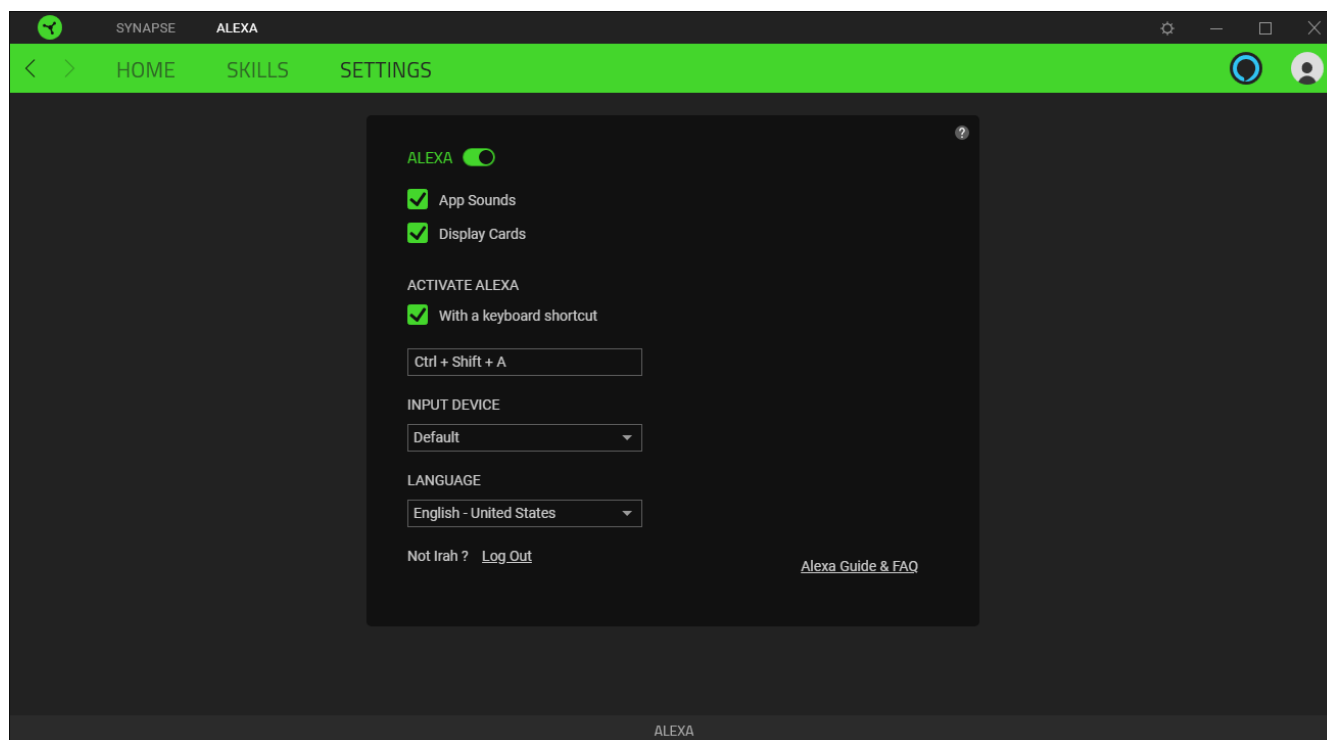 SYNAPSE ALEXA
HOME SKILLS SETTINGS
?
ALEXA
App Sounds
Display Cards
ACTIVATE ALEXA
With a keyboard shortcut
Ctrl + Shift + A
INPUT DEVICE
Default
LANGUAGE
English - United States
Not Irah ? Log Out
Alexa Guide & FAQ
ALEXA